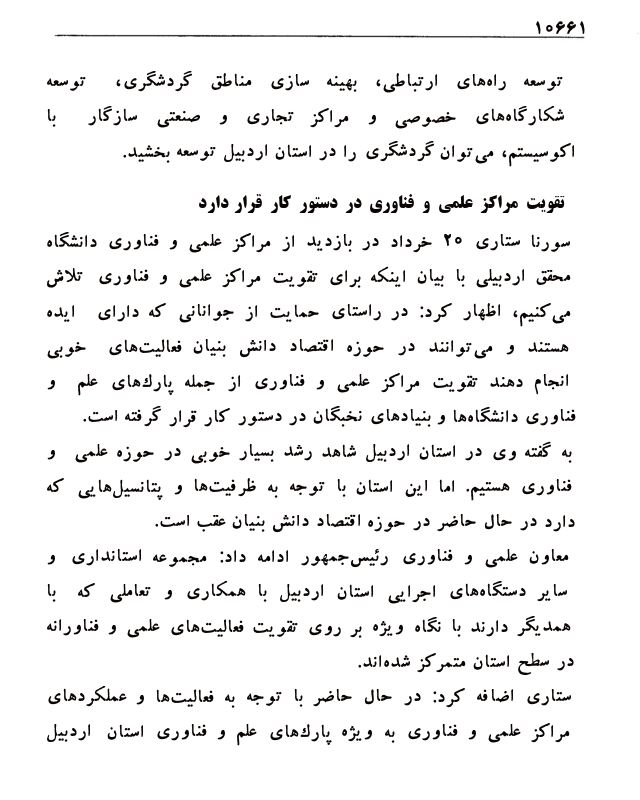 ۱۰۶۶۱
توسعه راه‌های ارتباطی، بهینه سازی مناطق گردشگری، توسعه
شکارگاه‌های خصوصی و مراکز تجاری و صنعتی سازگار با
اکوسیستم، می‌توان گردشگری را در استان اردبیل توسعه بخشید.
تقویت مراکز علمی و فناوری در دستور کار قرار دارد
سورنا ستاری ۲۰ خرداد در بازدید از مراکز علمی و فناوری دانشگاه
محقق اردبیلی با بیان اینکه برای تقویت مراکز علمی و فناوری تلاش
می‌کنیم، اظهار کرد: در راستای حمایت از جوانانی که دارای ایده
هستند و می‌توانند در حوزه اقتصاد دانش بنیان فعالیت‌های خوبی
انجام دهند تقویت مراکز علمی و فناوری از جمله پارك‌های علم و
فناوری دانشگاه‌ها و بنیادهای نخبگان در دستور کار قرار گرفته است.
به گفته وی در استان اردبیل شاهد رشد بسیار خوبی در حوزه علمی و
فناوری هستیم. اما این استان با توجه به ظرفیت‌ها و پتانسیل‌هایی که
دارد در حال حاضر در حوزه اقتصاد دانش بنیان عقب است.
معاون علمی و فناوری رئیس‌جمهور ادامه داد: مجموعه استانداری و
سایر دستگاه‌های اجرایی استان اردبیل با همکاری و تعاملی که با
همدیگر دارند با نگاه ویژه بر روی تقویت فعالیت‌های علمی و فناورانه
در سطح استان متمرکز شده‌اند.
ستاری اضافه کرد: در حال حاضر با توجه به فعالیت‌ها و عملکردهای
مراکز علمی و فناوری به ویژه پارك‌های علم و فناوری استان اردبیل